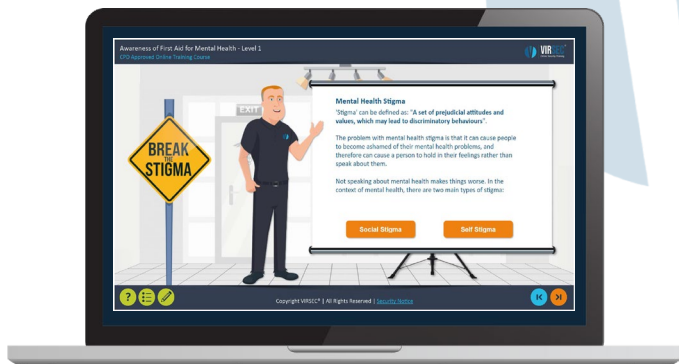 Awareness of First Aid for Mental Health - Level 1
CPD Approved Online Training Course
VIRSEC
EXIT
BREAK
THE
STIGMA
Mental Health Stigma
'Stigma' can be defined as: "A set of prejudicial attitudes and
values, which may lead to discriminatory behaviours".
The problem with mental health stigma is that it can cause people
to become ashamed of their mental health problems, and
therefore can cause a person to hold in their feelings rather than
speak about them.
Not speaking about mental health makes things worse. In the
context of mental health, there are two main types of stigma:
Social Stigma
Self Stigma
?
Copyright VIRSEC® | All Rights Reserved | Security Notice